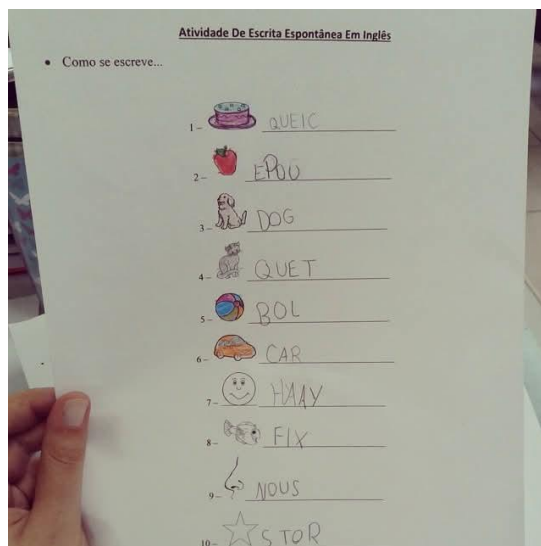 Atividade De Escrita Espontânea Em Inglês
• Como se escreve...
1 – QUEIC
2 – EPOU
3 – DOG
4 – QUET
5 – BOL
6 – CAR
7 – HAAY
8 – FIX
9 – NOUS
10 – STOR